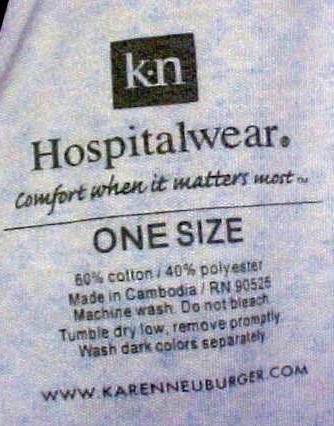 k·n
Hospitalwear®
Comfort when it matters most™
ONE SIZE
60% cotton / 40% polyester
Made in Cambodia / RN 90525
Machine wash. Do not bleach.
Tumble dry low, remove promptly.
Wash dark colors separately.
WWW.KARENNEUBURGER.COM